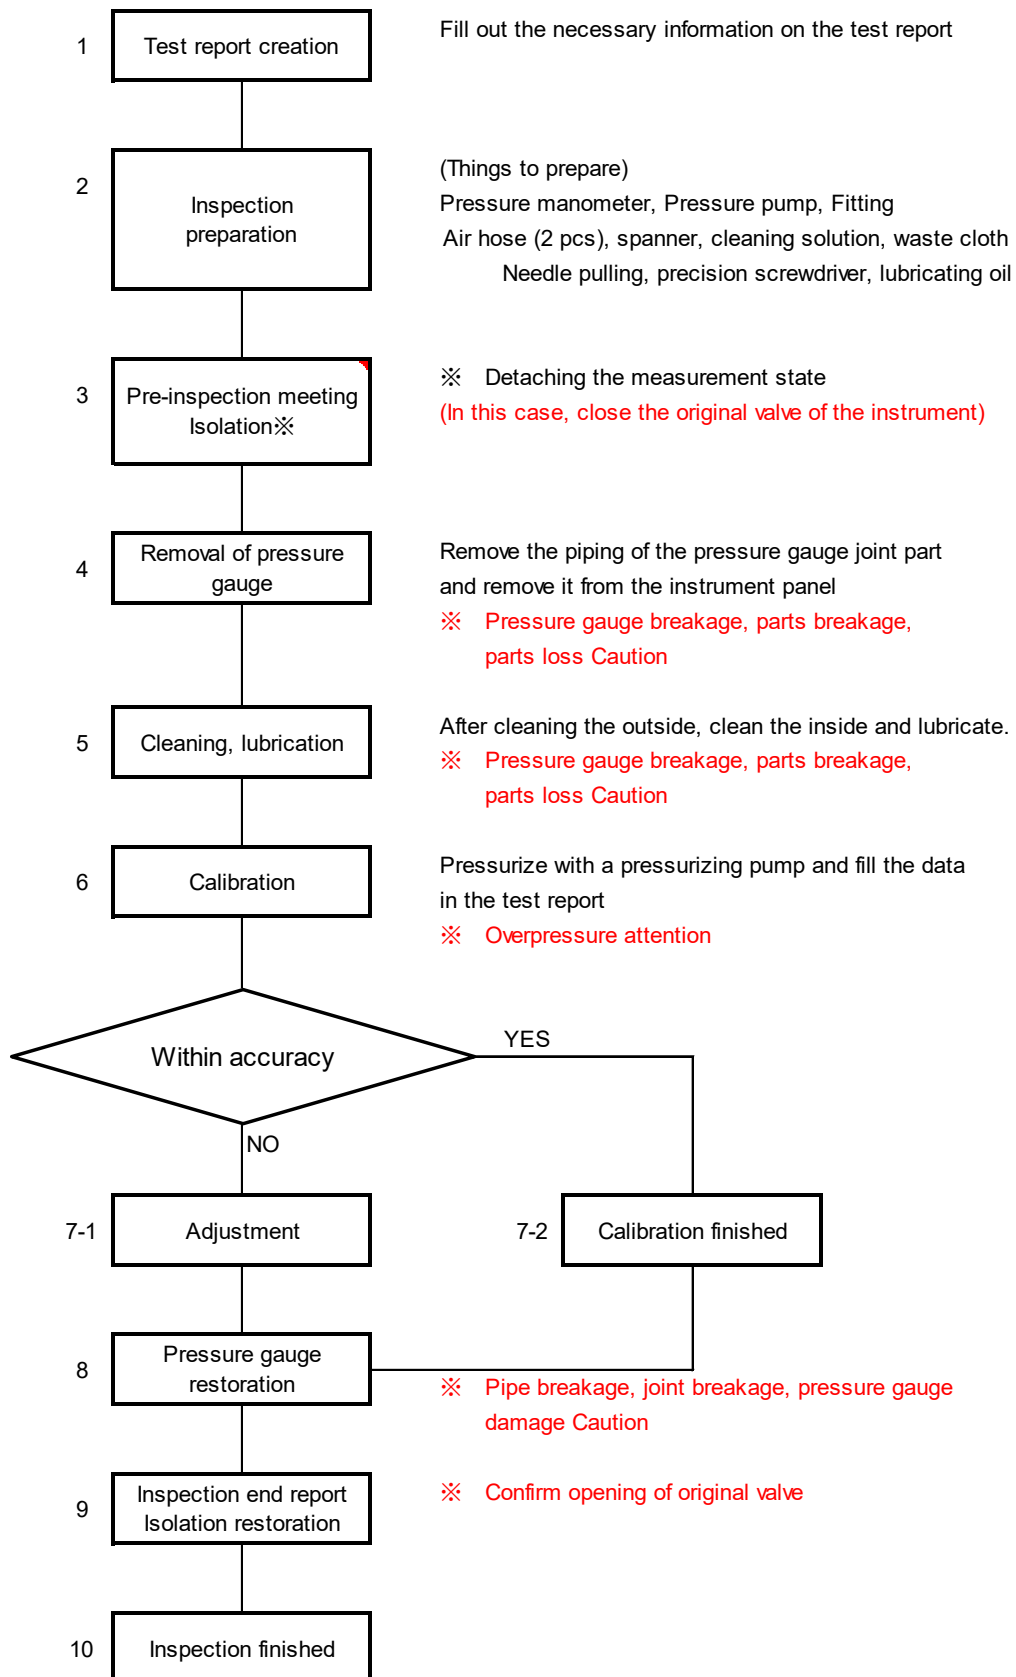 1
Test report creation
Fill out the necessary information on the test report
2
Inspection
preparation
(Things to prepare)
Pressure manometer, Pressure pump, Fitting
Air hose (2 pcs), spanner, cleaning solution, waste cloth
Needle pulling, precision screwdriver, lubricating oil
3
Pre-inspection meeting
Isolation※
※ Detaching the measurement state
(In this case, close the original valve of the instrument)
4
Removal of pressure
gauge
Remove the piping of the pressure gauge joint part
and remove it from the instrument panel
※ Pressure gauge breakage, parts breakage,
parts loss Caution
5
Cleaning, lubrication
After cleaning the outside, clean the inside and lubricate.
※ Pressure gauge breakage, parts breakage,
parts loss Caution
6
Calibration
Pressurize with a pressurizing pump and fill the data
in the test report
※ Overpressure attention
Within accuracy
YES
NO
7-1
Adjustment
7-2
Calibration finished
8
Pressure gauge
restoration
※ Pipe breakage, joint breakage, pressure gauge
damage Caution
9
Inspection end report
Isolation restoration
※ Confirm opening of original valve
10
Inspection finished